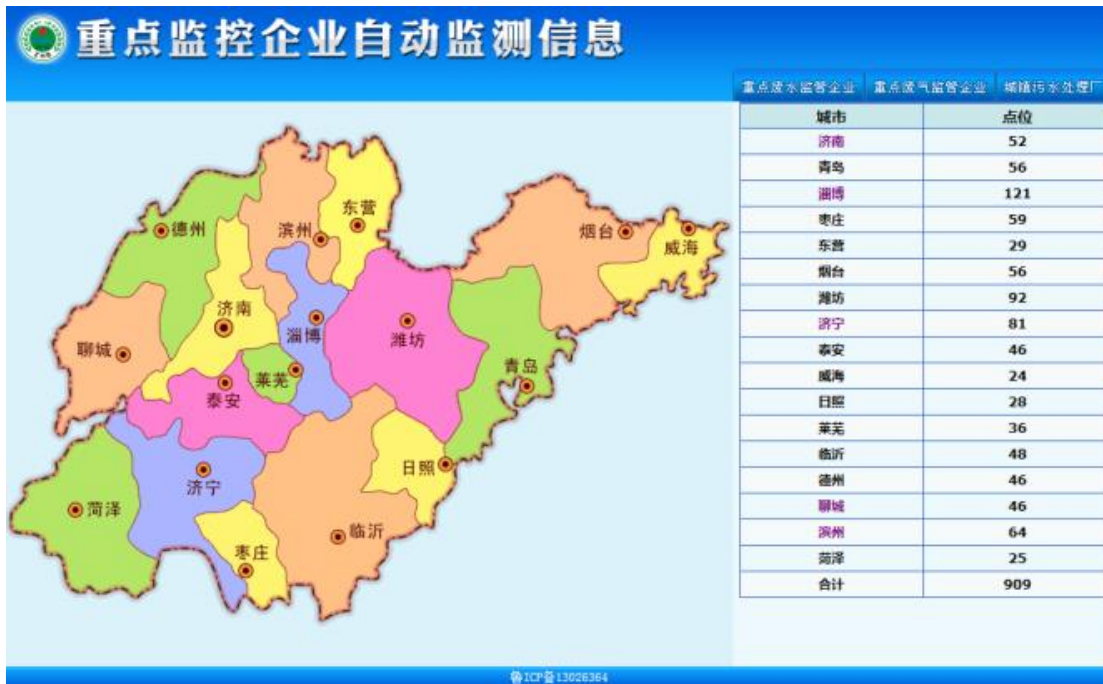 重点监控企业自动监测信息
重点废水监管企业 重点废气监管企业 城镇污水处理厂
城市 点位
济南 52
青岛 56
淄博 121
枣庄 59
东营 29
烟台 56
潍坊 92
济宁 81
泰安 46
威海 24
日照 28
莱芜 36
临沂 48
德州 46
聊城 46
滨州 64
菏泽 25
合计 909
东营
德州
滨州
烟台
威海
济南
淄博
潍坊
聊城
青岛
莱芜
泰安
日照
济宁
菏泽
临沂
枣庄
鲁ICP备13026364